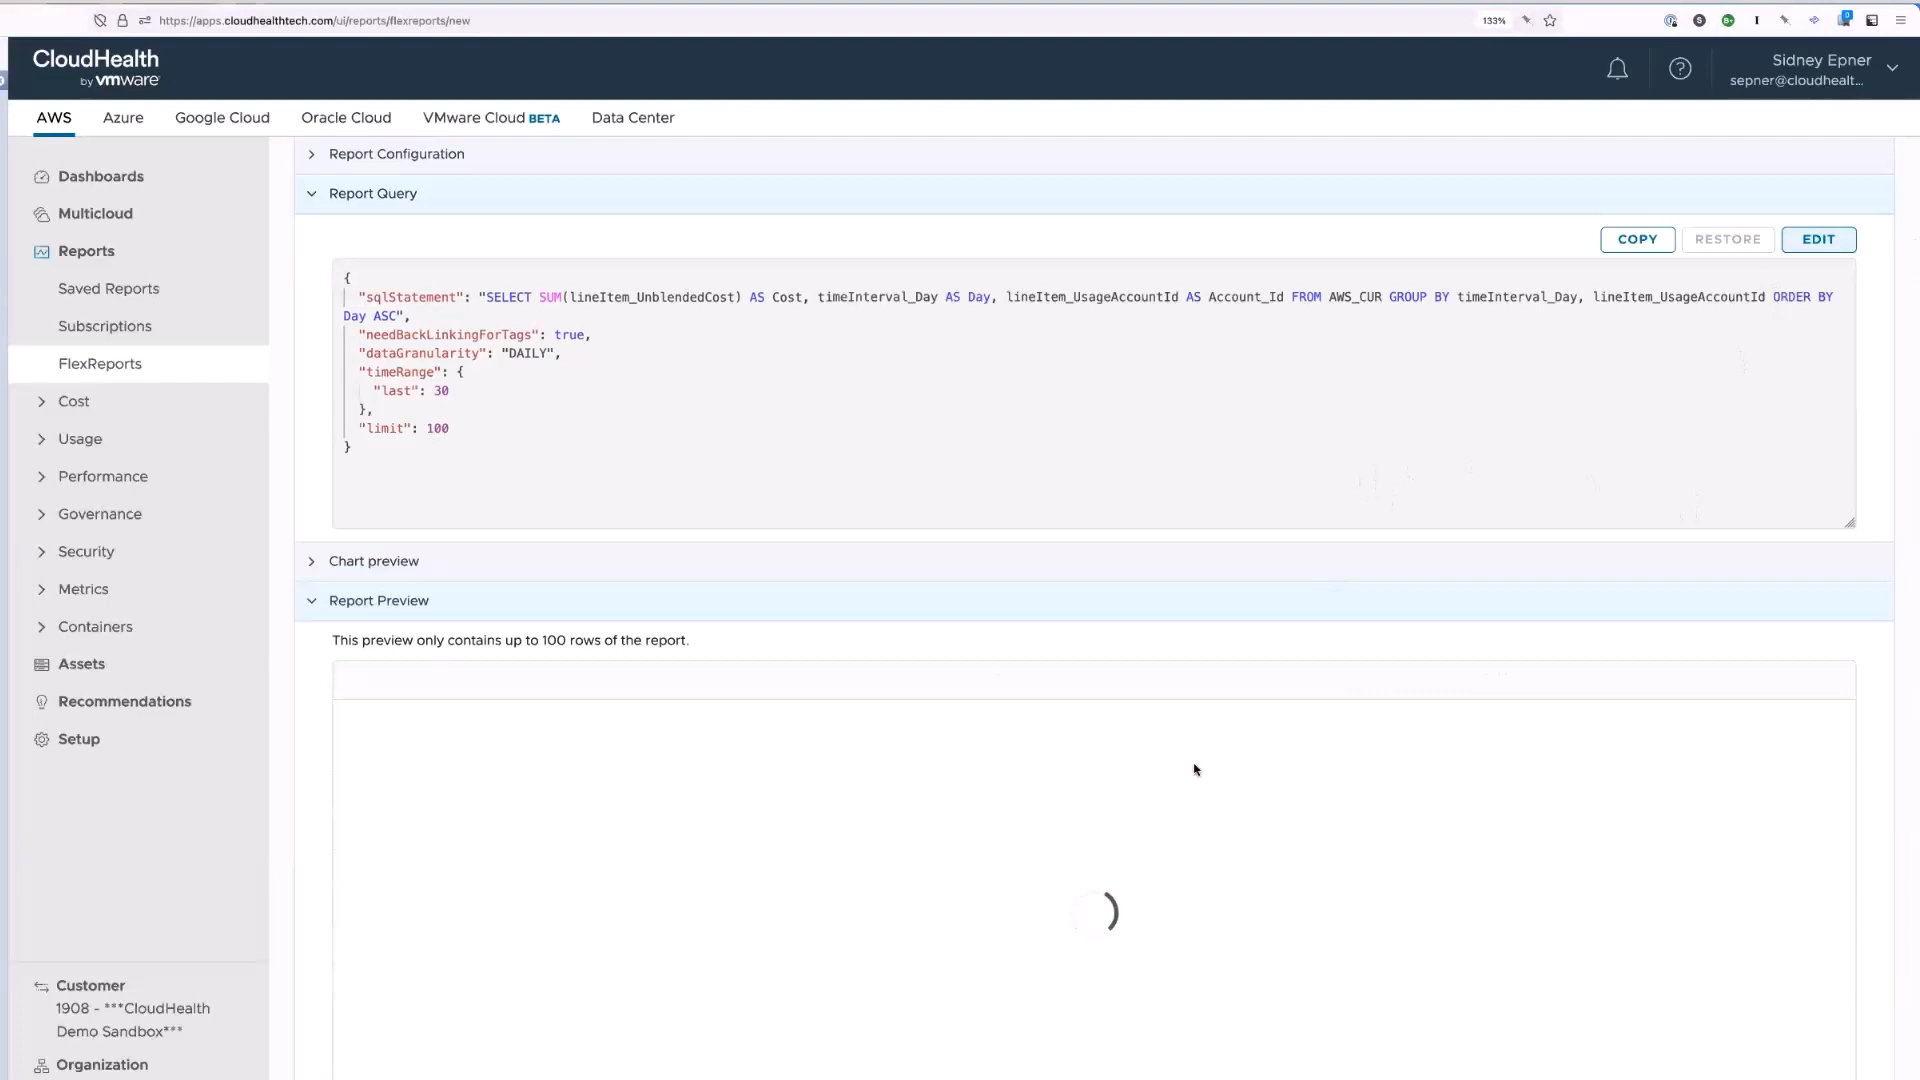 https://apps.cloudhealthtech.com/ui/reports/flexreports/new
133%
CloudHealth
by vmware
Sidney Epner
sepner@cloudhealt...
AWS
Azure
Google Cloud
Oracle Cloud
VMware Cloud BETA
Data Center
Dashboards
Multicloud
Reports
Saved Reports
Subscriptions
FlexReports
Cost
Usage
Performance
Governance
Security
Metrics
Containers
Assets
Recommendations
Setup
Customer
1908 - ***CloudHealth
Demo Sandbox***
Organization
Report Configuration
Report Query
COPY
RESTORE
EDIT
{
"sqlStatement": "SELECT SUM(lineItem_UnblendedCost) AS Cost, timeInterval_Day AS Day, lineItem_UsageAccountId AS Account_Id FROM AWS_CUR GROUP BY timeInterval_Day, lineItem_UsageAccountId ORDER BY
Day ASC",
"needBackLinkingForTags": true,
"dataGranularity": "DAILY",
"timeRange": {
"last": 30
},
"limit": 100
}
Chart preview
Report Preview
This preview only contains up to 100 rows of the report.